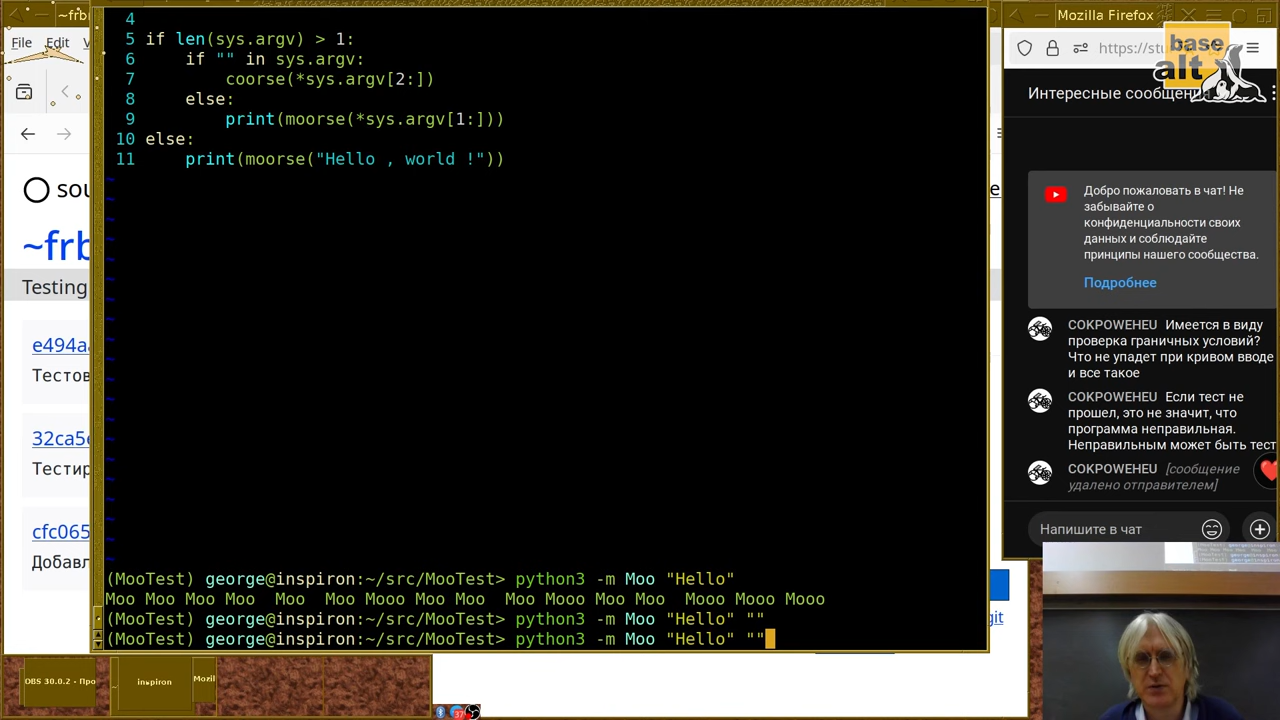 ~frb
Mozilla Firefox
File Edit V
https://stu
base
alt
Интересные сообщени
4
5 if len(sys.argv) > 1:
6 if "" in sys.argv:
7 coorse(*sys.argv[2:])
8 else:
9 print(moorse(*sys.argv[1:]))
10 else:
11 print(moorse("Hello , world !"))
sou
~frb
Testing
e494a
Тестов
32ca5
Тестир
cfc065
Добавл
(MooTest) george@inspiron:~/src/MooTest> python3 -m Moo "Hello"
Moo Moo Moo Moo  Moo  Moo Mooo Moo Moo  Moo Mooo Moo Moo  Mooo Mooo Mooo
(MooTest) george@inspiron:~/src/MooTest> python3 -m Moo "Hello" ""
(MooTest) george@inspiron:~/src/MooTest> python3 -m Moo "Hello" ""
git
Добро пожаловать в чат! Не
забывайте о
конфиденциальности своих
данных и соблюдайте
принципы нашего сообщества.
Подробнее
COKPOWEHEU Имеется в виду
проверка граничных условий?
Что не упадет при кривом вводе
и все такое
COKPOWEHEU Если тест не
прошел, это не значит, что
программа неправильная.
Неправильным может быть тест
COKPOWEHEU [сообщение
удалено отправителем]
Напишите в чат
OBS 30.0.2 - Про
inspiron
Mozil
37